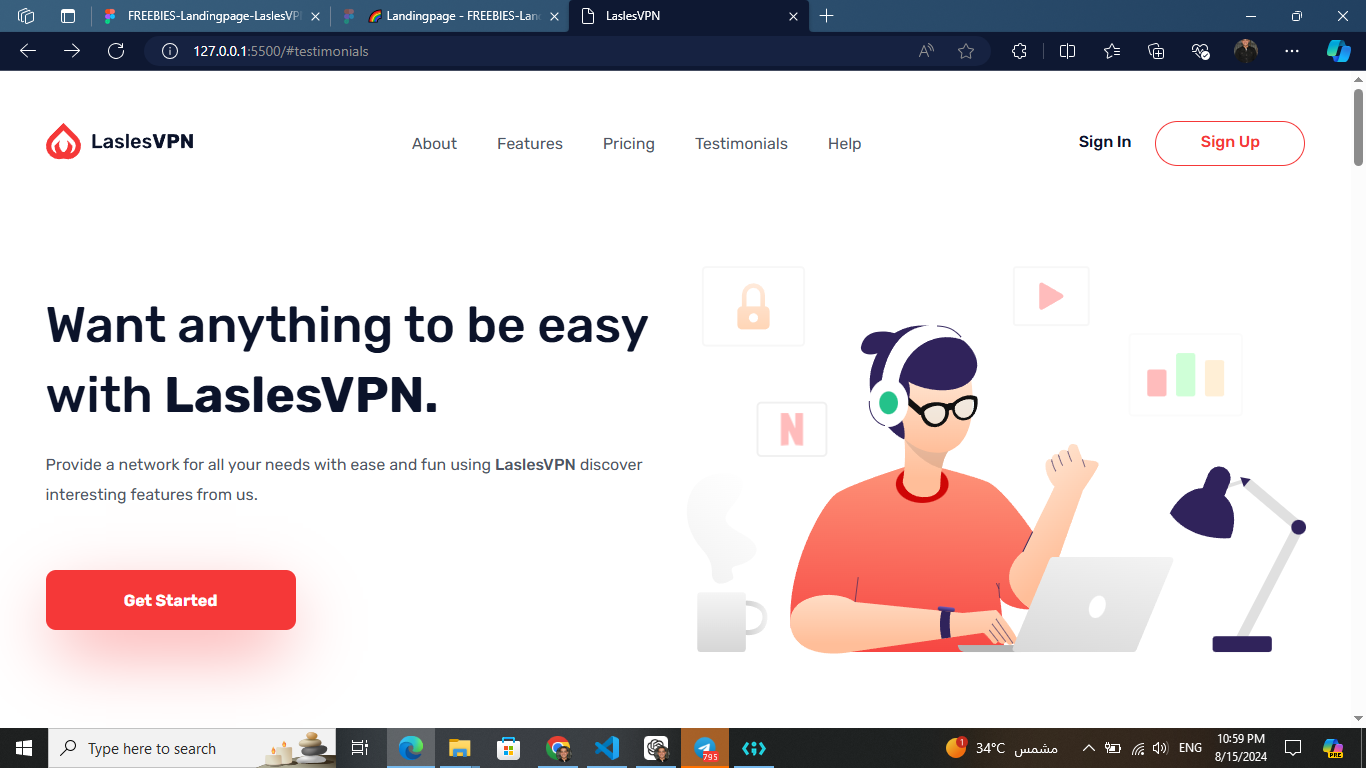 FREEBIES-Landingpage-LaslesVP
Landingpage - FREEBIES-Land
LaslesVPN
127.0.0.1:5500/#testimonials
LaslesVPN
About
Features
Pricing
Testimonials
Help
Sign In
Sign Up
Want anything to be easy
with LaslesVPN.
Provide a network for all your needs with ease and fun using LaslesVPN discover
interesting features from us.
Get Started
N
Type here to search
795
1
34°C مشمس
ENG
10:59 PM
8/15/2024
PRE